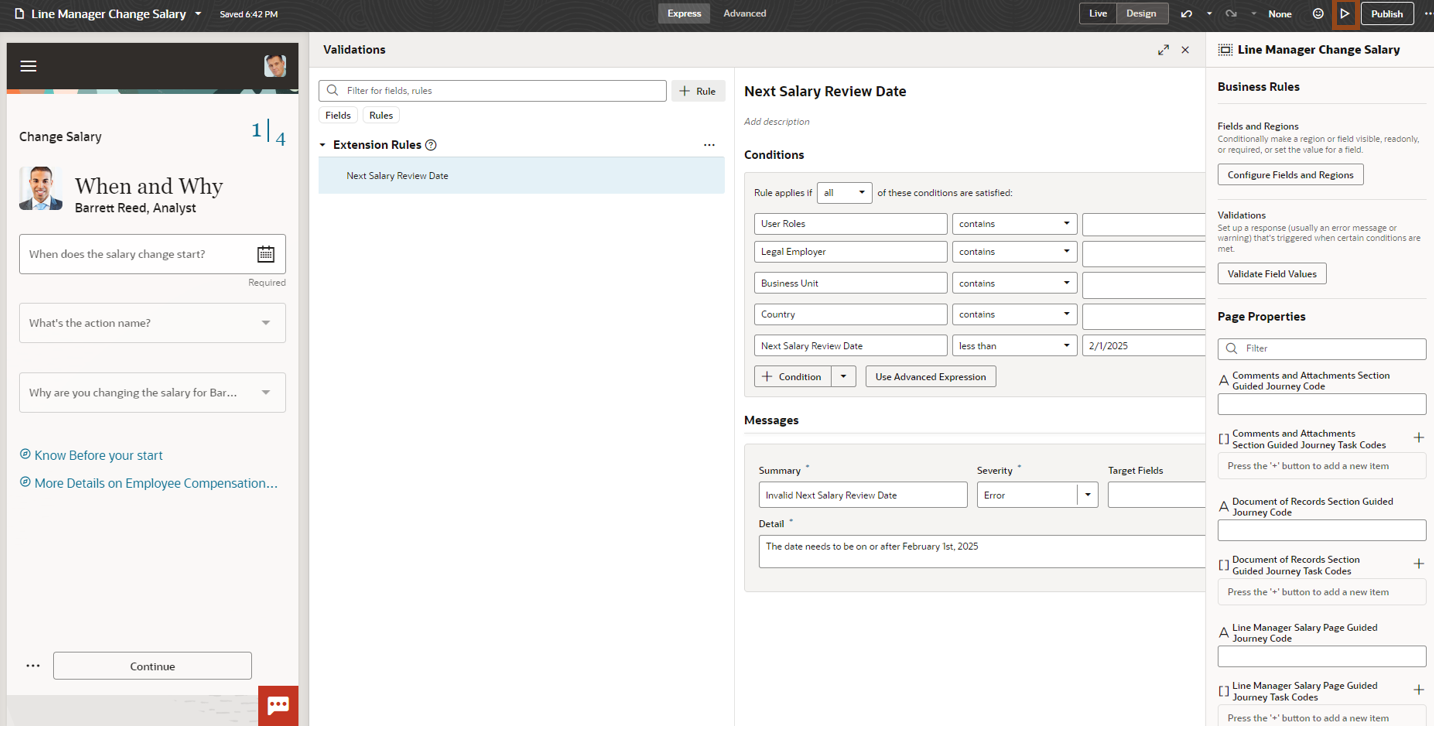 Line Manager Change Salary
Saved 6:42 PM
Express
Advanced
Live
Design
None
Publish
Change Salary
1
4
When and Why
Barrett Reed, Analyst
When does the salary change start?
Required
What's the action name?
Why are you changing the salary for Bar...
Know Before your start
More Details on Employee Compensation...
Continue
Validations
Filter for fields, rules
+ Rule
Fields
Rules
Extension Rules
Next Salary Review Date
Next Salary Review Date
Add description
Conditions
Rule applies if all of these conditions are satisfied:
User Roles contains
Legal Employer contains
Business Unit contains
Country contains
Next Salary Review Date less than 2/1/2025
+ Condition
Use Advanced Expression
Messages
Summary *
Severity *
Target Fields
Invalid Next Salary Review Date
Error
Detail *
The date needs to be on or after February 1st, 2025
Line Manager Change Salary
Business Rules
Fields and Regions
Conditionally make a region or field visible, readonly,
or required, or set the value for a field.
Configure Fields and Regions
Validations
Set up a response (usually an error message or
warning) that's triggered when certain conditions are
met.
Validate Field Values
Page Properties
Filter
A Comments and Attachments Section
Guided Journey Code
[ ] Comments and Attachments
Section Guided Journey Task Codes
Press the '+' button to add a new item
A Document of Records Section Guided
Journey Code
[ ] Document of Records Section
Guided Journey Task Codes
Press the '+' button to add a new item
A Line Manager Salary Page Guided
Journey Code
[ ] Line Manager Salary Page Guided
Journey Task Codes
Press the '+' button to add a new item